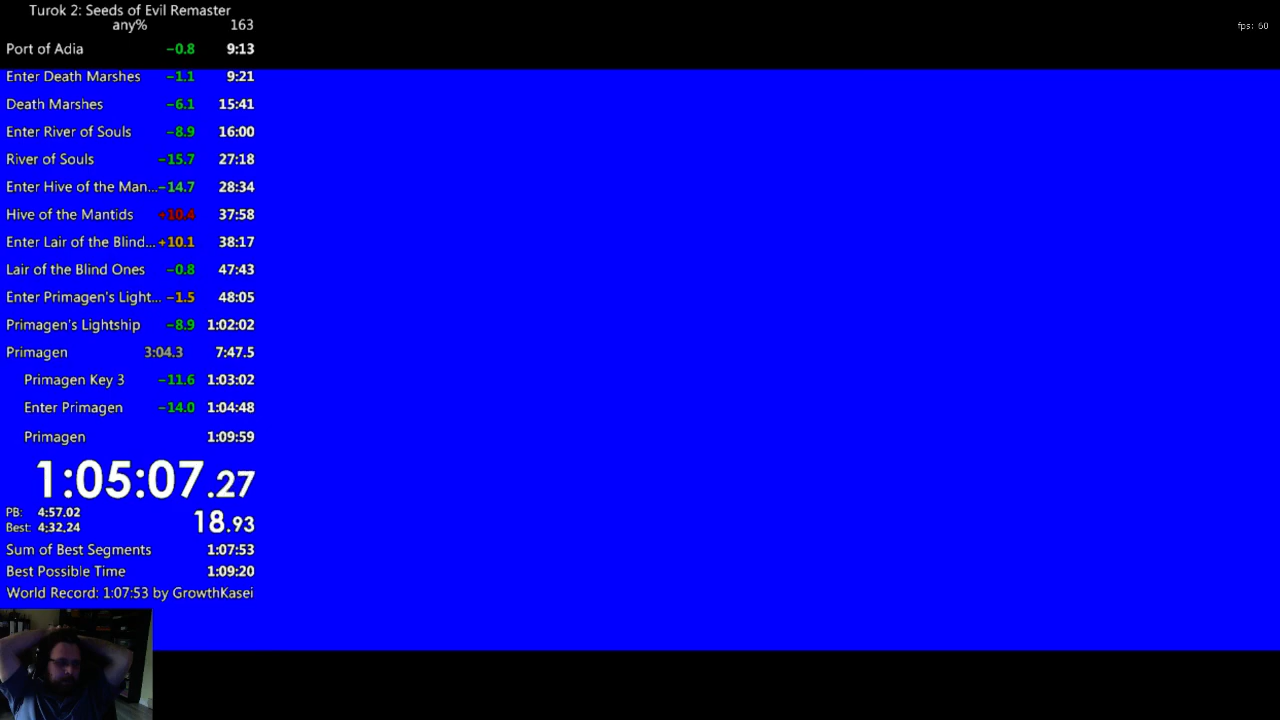 Turok 2: Seeds of Evil Remaster
any% 163
fps: 60
Port of Adia -0.8 9:13
Enter Death Marshes -1.1 9:21
Death Marshes -6.1 15:41
Enter River of Souls -8.9 16:00
River of Souls -15.7 27:18
Enter Hive of the Man... -14.7 28:34
Hive of the Mantids +10.4 37:58
Enter Lair of the Blind... +10.1 38:17
Lair of the Blind Ones -0.8 47:43
Enter Primagen's Light... -1.5 48:05
Primagen's Lightship -8.9 1:02:02
Primagen 3:04.3 7:47.5
Primagen Key 3 -11.6 1:03:02
Enter Primagen -14.0 1:04:48
Primagen 1:09:59
1:05:07.27
PB: 4:57.02
Best: 4:32.24
18.93
Sum of Best Segments 1:07:53
Best Possible Time 1:09:20
World Record: 1:07:53 by GrowthKasei